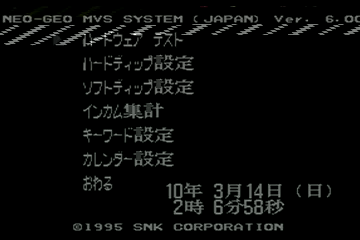 NEO-GEO MVS SYSTEM (JAPAN) Ver. 6.00
ハードウェア テスト
ハードディップ設定
ソフトディップ設定
インカム集計
キーワード設定
カレンダー設定
おわる
10年 3月14日 (日)
2時 6分58秒
©1995 SNK CORPORATION